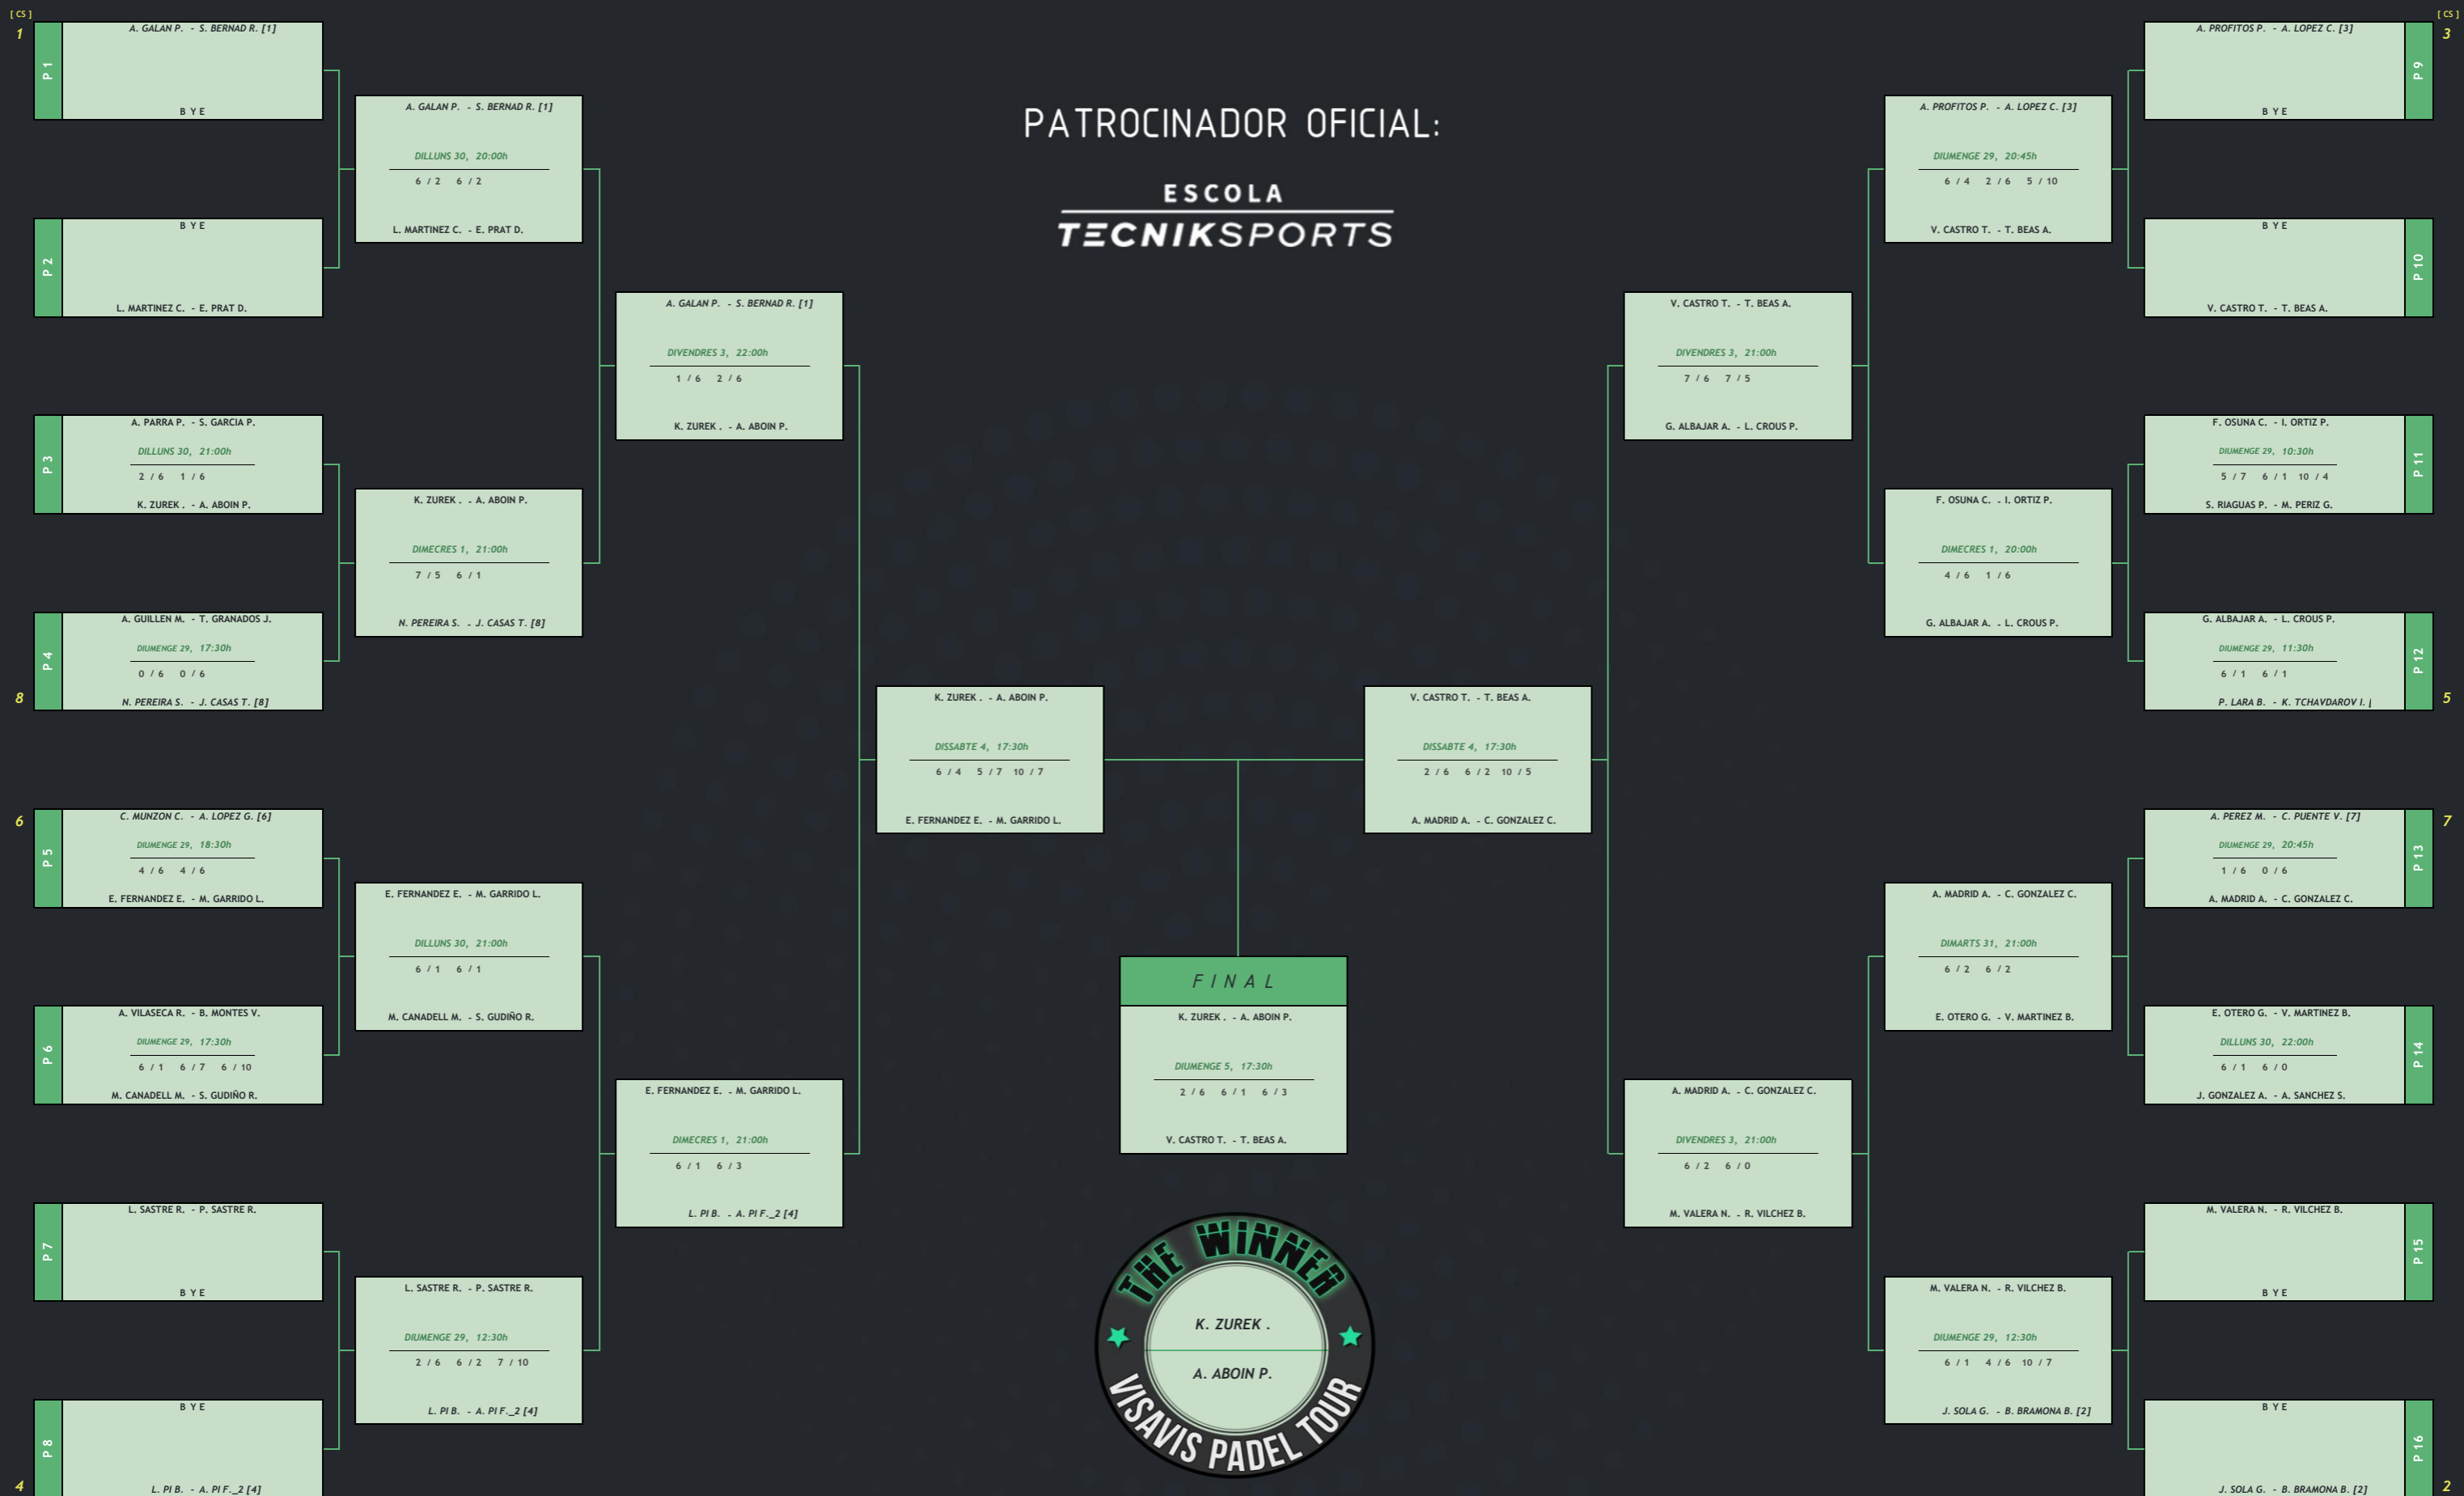 [ CS ]
1
P 1
A. GALAN P. - S. BERNAD R. [1]
B Y E
P 2
B Y E
L. MARTINEZ C. - E. PRAT D.
P 3
A. PARRA P. - S. GARCIA P.
DILLUNS 30, 21:00h
2 / 6 1 / 6
K. ZUREK . - A. ABOIN P.
P 4
A. GUILLEN M. - T. GRANADOS J.
DIUMENGE 29, 17:30h
0 / 6 0 / 6
N. PEREIRA S. - J. CASAS T. [8]
8
6
P 5
C. MUNZON C. - A. LOPEZ G. [6]
DIUMENGE 29, 18:30h
4 / 6 4 / 6
E. FERNANDEZ E. - M. GARRIDO L.
P 6
A. VILASECA R. - B. MONTES V.
DIUMENGE 29, 17:30h
6 / 1 6 / 7 6 / 10
M. CANADELL M. - S. GUDIÑO R.
P 7
L. SASTRE R. - P. SASTRE R.
B Y E
P 8
B Y E
L. PI B. - A. PI F._2 [4]
4
A. GALAN P. - S. BERNAD R. [1]
DILLUNS 30, 20:00h
6 / 2 6 / 2
L. MARTINEZ C. - E. PRAT D.
K. ZUREK . - A. ABOIN P.
DIMECRES 1, 21:00h
7 / 5 6 / 1
N. PEREIRA S. - J. CASAS T. [8]
E. FERNANDEZ E. - M. GARRIDO L.
DILLUNS 30, 21:00h
6 / 1 6 / 1
M. CANADELL M. - S. GUDIÑO R.
L. SASTRE R. - P. SASTRE R.
DIUMENGE 29, 12:30h
2 / 6 6 / 2 7 / 10
L. PI B. - A. PI F._2 [4]
A. GALAN P. - S. BERNAD R. [1]
DIVENDRES 3, 22:00h
1 / 6 2 / 6
K. ZUREK . - A. ABOIN P.
E. FERNANDEZ E. - M. GARRIDO L.
DIMECRES 1, 21:00h
6 / 1 6 / 3
L. PI B. - A. PI F._2 [4]
K. ZUREK . - A. ABOIN P.
DISSABTE 4, 17:30h
6 / 4 5 / 7 10 / 7
E. FERNANDEZ E. - M. GARRIDO L.
PATROCINADOR OFICIAL:
ESCOLA
TECNIKSPORTS
F I N A L
K. ZUREK . - A. ABOIN P.
DIUMENGE 5, 17:30h
2 / 6 6 / 1 6 / 3
V. CASTRO T. - T. BEAS A.
THE WINNER
K. ZUREK .
A. ABOIN P.
VISAVIS PADEL TOUR
V. CASTRO T. - T. BEAS A.
DISSABTE 4, 17:30h
2 / 6 6 / 2 10 / 5
A. MADRID A. - C. GONZALEZ C.
V. CASTRO T. - T. BEAS A.
DIVENDRES 3, 21:00h
7 / 6 7 / 5
G. ALBAJAR A. - L. CROUS P.
A. MADRID A. - C. GONZALEZ C.
DIVENDRES 3, 21:00h
6 / 2 6 / 0
M. VALERA N. - R. VILCHEZ B.
A. PROFITOS P. - A. LOPEZ C. [3]
DIUMENGE 29, 20:45h
6 / 4 2 / 6 5 / 10
V. CASTRO T. - T. BEAS A.
F. OSUNA C. - I. ORTIZ P.
DIMECRES 1, 20:00h
4 / 6 1 / 6
G. ALBAJAR A. - L. CROUS P.
A. MADRID A. - C. GONZALEZ C.
DIMARTS 31, 21:00h
6 / 2 6 / 2
E. OTERO G. - V. MARTINEZ B.
M. VALERA N. - R. VILCHEZ B.
DIUMENGE 29, 12:30h
6 / 1 4 / 6 10 / 7
J. SOLA G. - B. BRAMONA B. [2]
[ CS ]
3
P 9
A. PROFITOS P. - A. LOPEZ C. [3]
B Y E
P 10
B Y E
V. CASTRO T. - T. BEAS A.
P 11
F. OSUNA C. - I. ORTIZ P.
DIUMENGE 29, 10:30h
5 / 7 6 / 1 10 / 4
S. RIAGUAS P. - M. PERIZ G.
P 12
G. ALBAJAR A. - L. CROUS P.
DIUMENGE 29, 11:30h
6 / 1 6 / 1
P. LARA B. - K. TCHAVDAROV I. [
5
7
P 13
A. PEREZ M. - C. PUENTE V. [7]
DIUMENGE 29, 20:45h
1 / 6 0 / 6
A. MADRID A. - C. GONZALEZ C.
P 14
E. OTERO G. - V. MARTINEZ B.
DILLUNS 30, 22:00h
6 / 1 6 / 0
J. GONZALEZ A. - A. SANCHEZ S.
P 15
M. VALERA N. - R. VILCHEZ B.
B Y E
P 16
B Y E
J. SOLA G. - B. BRAMONA B. [2]
2